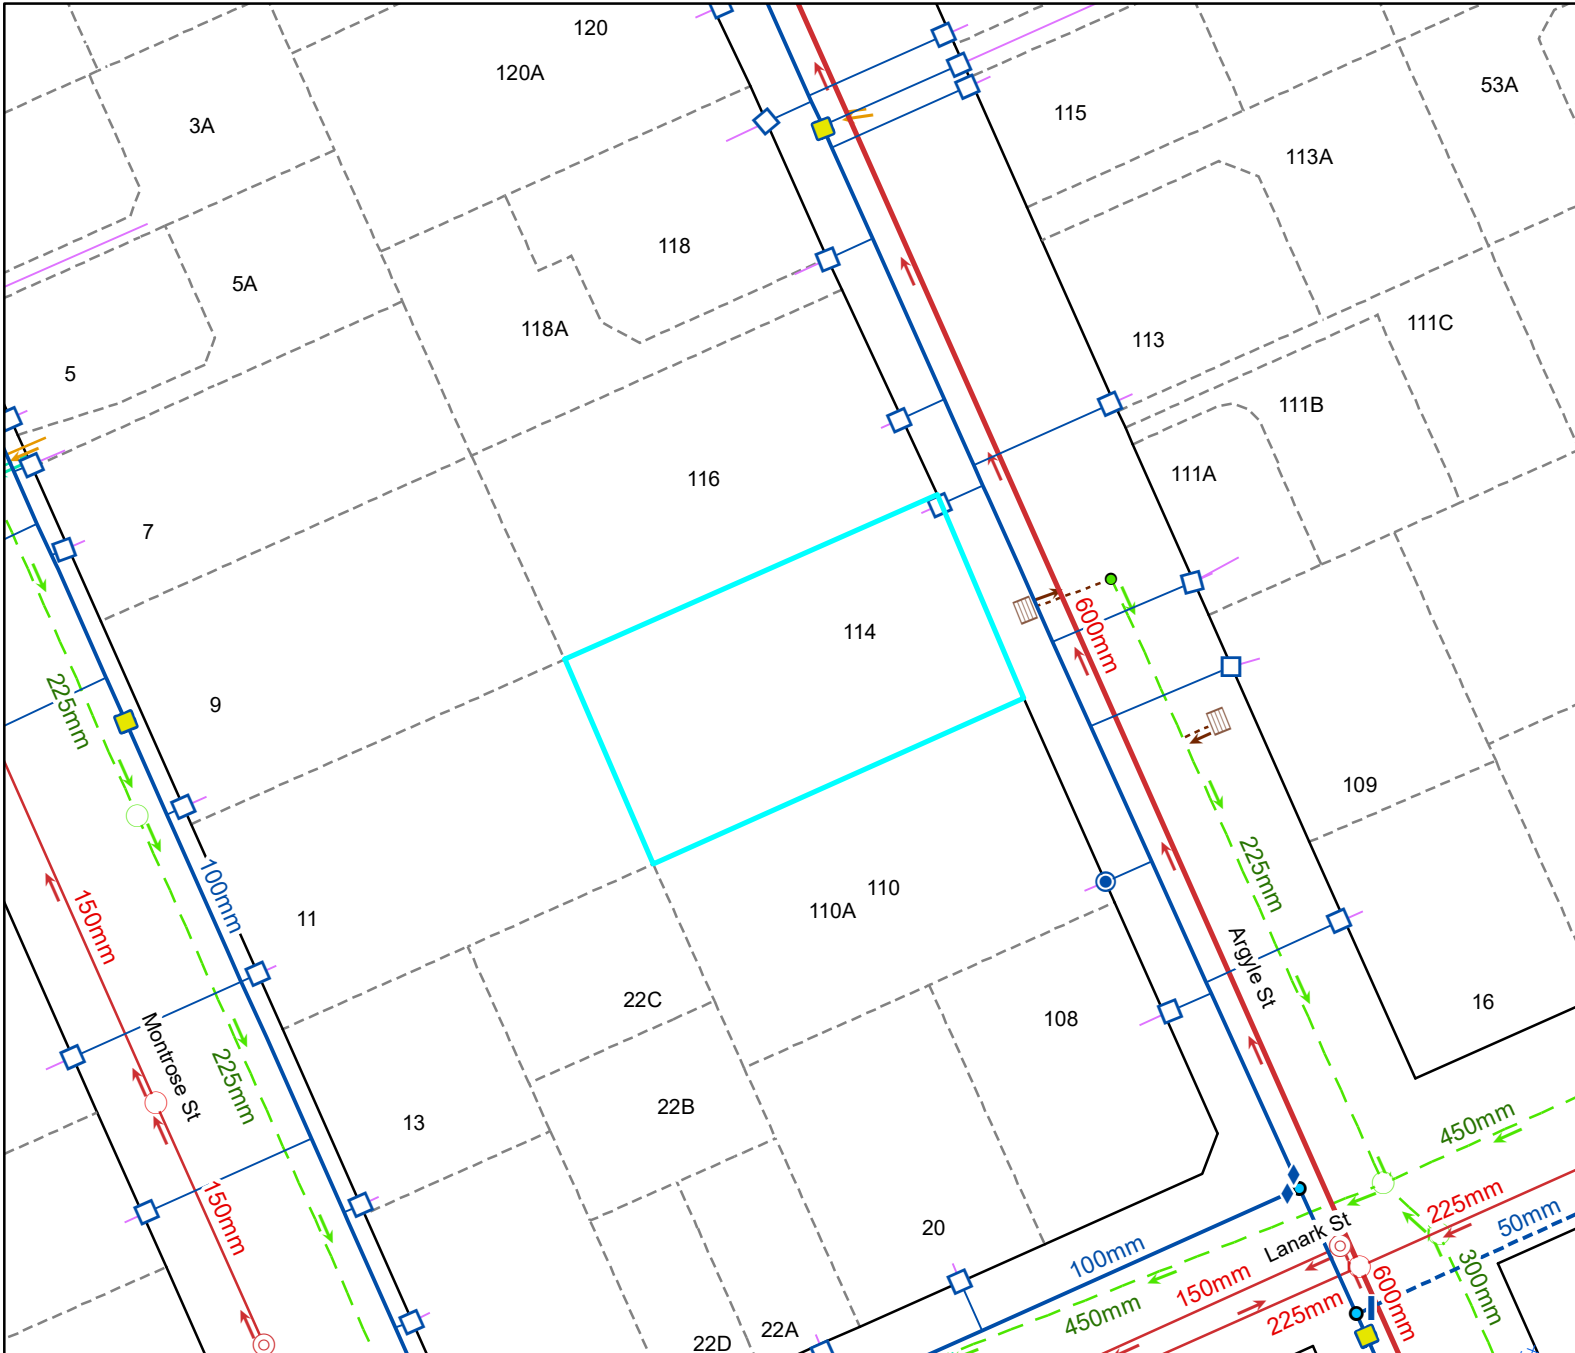 120
120A
53A
115
3A
113A
118
5A
111C
118A
113
5
111B
111A
116
7
600mm
114
225mm
9
109
225mm
100mm
110
110A
11
150mm
Argyle St
22C
16
108
Montrose St
225mm
22B
13
450mm
225mm
50mm
150mm
20
Lanark St
100mm
150mm
300mm
450mm
225mm
600mm
22A
22D